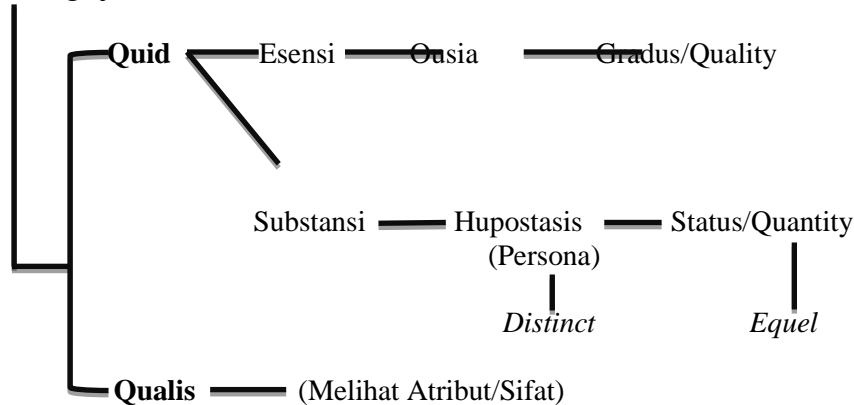 Quid Esensi Ousia Gradus/Quality
Substansi Hupostasis Status/Quantity
(Persona)
Distinct Equel
Qualis (Melihat Atribut/Sifat)